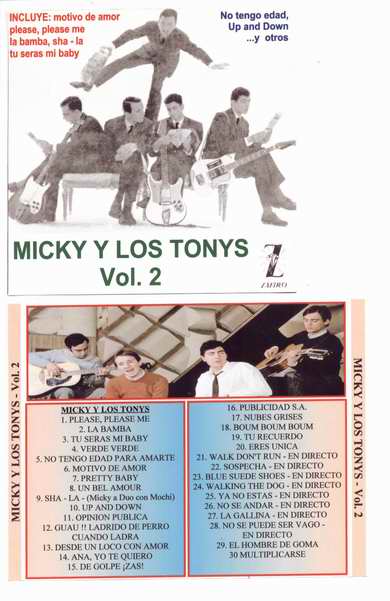 INCLUYE: motivo de amor
please, please me
la bamba, sha - la
tu seras mi baby
No tengo edad,
Up and Down
...y otros
MICKY Y LOS TONYS
Vol. 2
Z
ZAFIRO
MICKY Y LOS TONYS - Vol. 2
MICKY Y LOS TONYS
1. PLEASE, PLEASE ME
2. LA BAMBA
3. TU SERAS MI BABY
4. VERDE VERDE
5. NO TENGO EDAD PARA AMARTE
6. MOTIVO DE AMOR
7. PRETTY BABY
8. UN BEL AMOUR
9. SHA - LA - (Micky a Duo con Mochi)
10. UP AND DOWN
11. OPINION PUBLICA
12. GUAU !! LADRIDO DE PERRO
CUANDO LADRA
13. DESDE UN LOCO CON AMOR
14. ANA, YO TE QUIERO
15. DE GOLPE ¡ZAS!
16. PUBLICIDAD S.A.
17. NUBES GRISES
18. BOUM BOUM BOUM
19. TU RECUERDO
20. ERES UNICA
21. WALK DON'T RUN - EN DIRECTO
22. SOSPECHA - EN DIRECTO
23. BLUE SUEDE SHOES - EN DIRECTO
24. WALKING THE DOG - EN DIRECTO
25. YA NO ESTAS - EN DIRECTO
26. NO SE ANDAR - EN DIRECTO
27. LA GALLINA - EN DIRECTO
28. NO SE PUEDE SER VAGO -
EN DIRECTO
29. EL HOMBRE DE GOMA
30 MULTIPLICARSE
MICKY Y LOS TONYS - Vol. 2